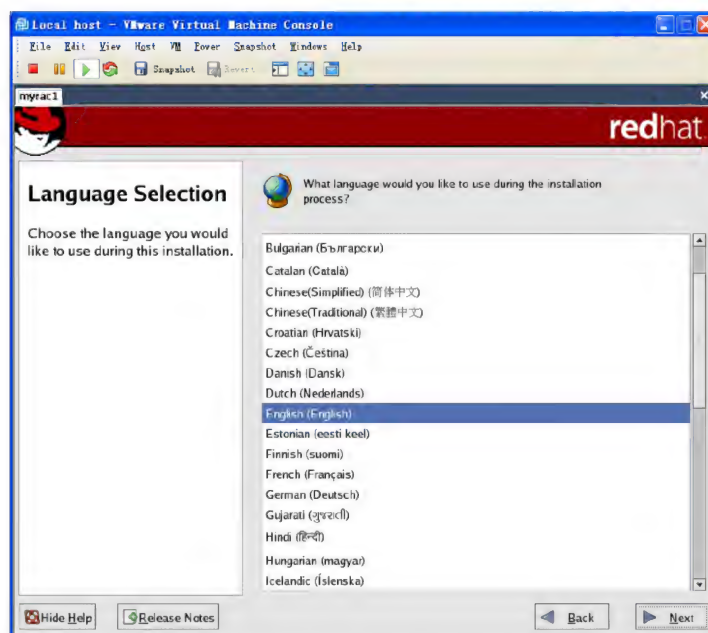 Local host - VMware Virtual Machine Console
File Edit View Host VM Power Snapshot Windows Help
Snapshot Revert
myrac1
redhat.
Language Selection
Choose the language you would
like to use during this installation.
What language would you like to use during the installation
process?
Bulgarian (Български)
Catalan (Català)
Chinese(Simplified) (简体中文)
Chinese(Traditional) (繁體中文)
Croatian (Hrvatski)
Czech (Čeština)
Danish (Dansk)
Dutch (Nederlands)
English (English)
Estonian (eesti keel)
Finnish (suomi)
French (Français)
German (Deutsch)
Gujarati (ગુજરાતી)
Hindi (हिन्दी)
Hungarian (magyar)
Icelandic (Íslenska)
Hide Help Release Notes Back Next